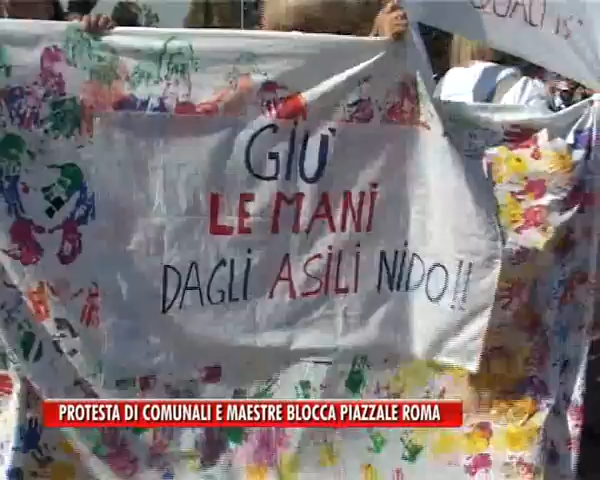 GIU'
LE MANI
DAGLI ASILI NIDO!!
PROTESTA DI COMUNALI E MAESTRE BLOCCA PIAZZALE ROMA